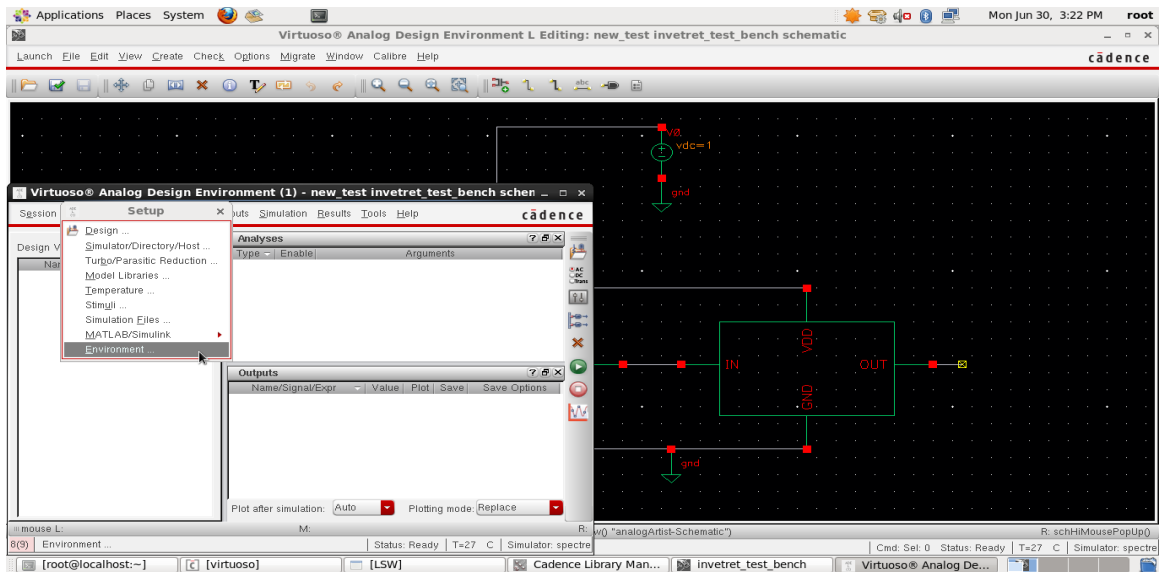 Applications Places System Mon Jun 30, 3:22 PM root
Virtuoso® Analog Design Environment L Editing: new_test invetret_test_bench schematic
Launch File Edit View Create Check Options Migrate Window Calibre Help cādence
V0
vdc=1
gnd
Virtuoso® Analog Design Environment (1) - new_test invetret_test_bench schen
Session Setup puts Simulation Results Tools Help cādence
Design ...
Simulator/Directory/Host ...
Turbo/Parasitic Reduction ...
Model Libraries ...
Temperature ...
Stimuli ...
Simulation Files ...
MATLAB/Simulink
Environment ...
Design V
Nar
Analyses
Type Enable Arguments
AC
DC
Trans
Outputs
Name/Signal/Expr Value Plot Save Save Options
Plot after simulation: Auto Plotting mode: Replace
VDD
IN OUT
GND
gnd
mouse L: M: R:
w() "analogArtist-Schematic") R: schHiMousePopUp()
8(9) Environment ... Status: Ready T=27 C Simulator: spectre
Cmd: Sel: 0 Status: Ready T=27 C Simulator: spectre
[root@localhost:~] [virtuoso] [LSW] Cadence Library Man... invetret_test_bench Virtuoso® Analog De...